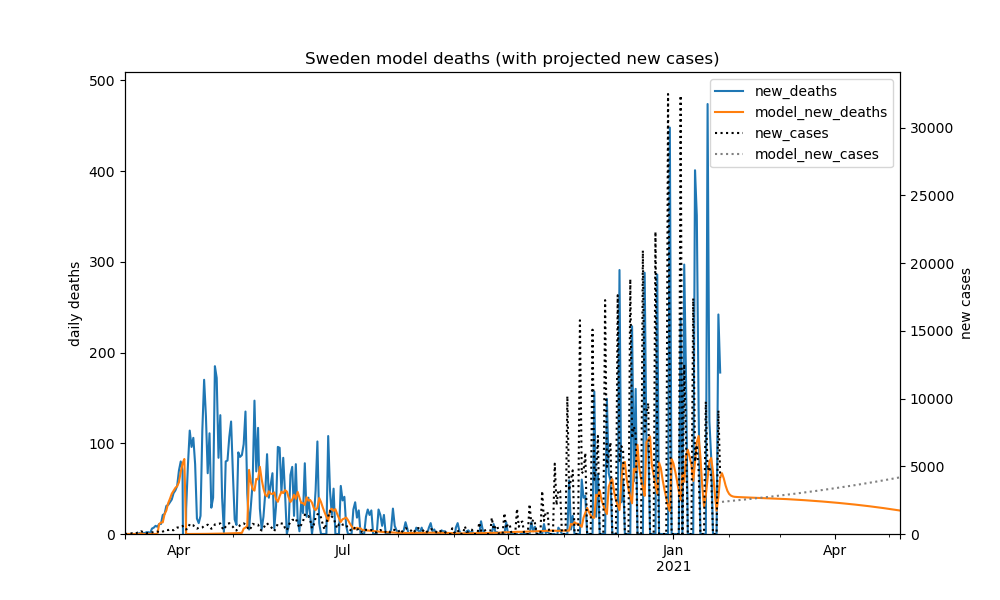 Sweden model deaths (with projected new cases)
500
400
300
200
100
0
daily deaths
30000
25000
20000
15000
10000
5000
0
new cases
new_deaths
model_new_deaths
new_cases
model_new_cases
Apr
Jul
Oct
Jan
2021
Apr